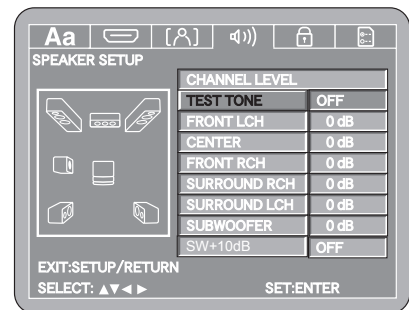 Aa
SPEAKER SETUP
CHANNEL LEVEL
TEST TONE OFF
FRONT LCH 0 dB
CENTER 0 dB
FRONT RCH 0 dB
SURROUND RCH 0 dB
SURROUND LCH 0 dB
SUBWOOFER 0 dB
SW+10dB OFF
EXIT:SETUP/RETURN
SELECT: ▲▼◄ ► SET:ENTER